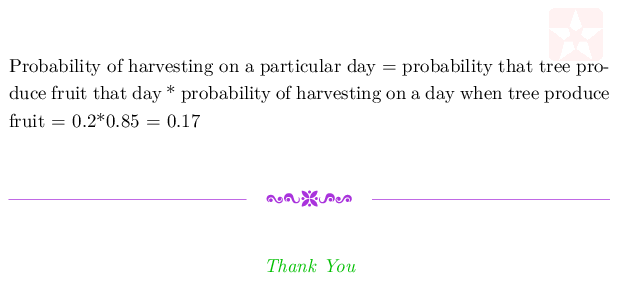 Probability of harvesting on a particular day = probability that tree pro-
duce fruit that day * probability of harvesting on a day when tree produce
fruit = 0.2*0.85 = 0.17
Thank You